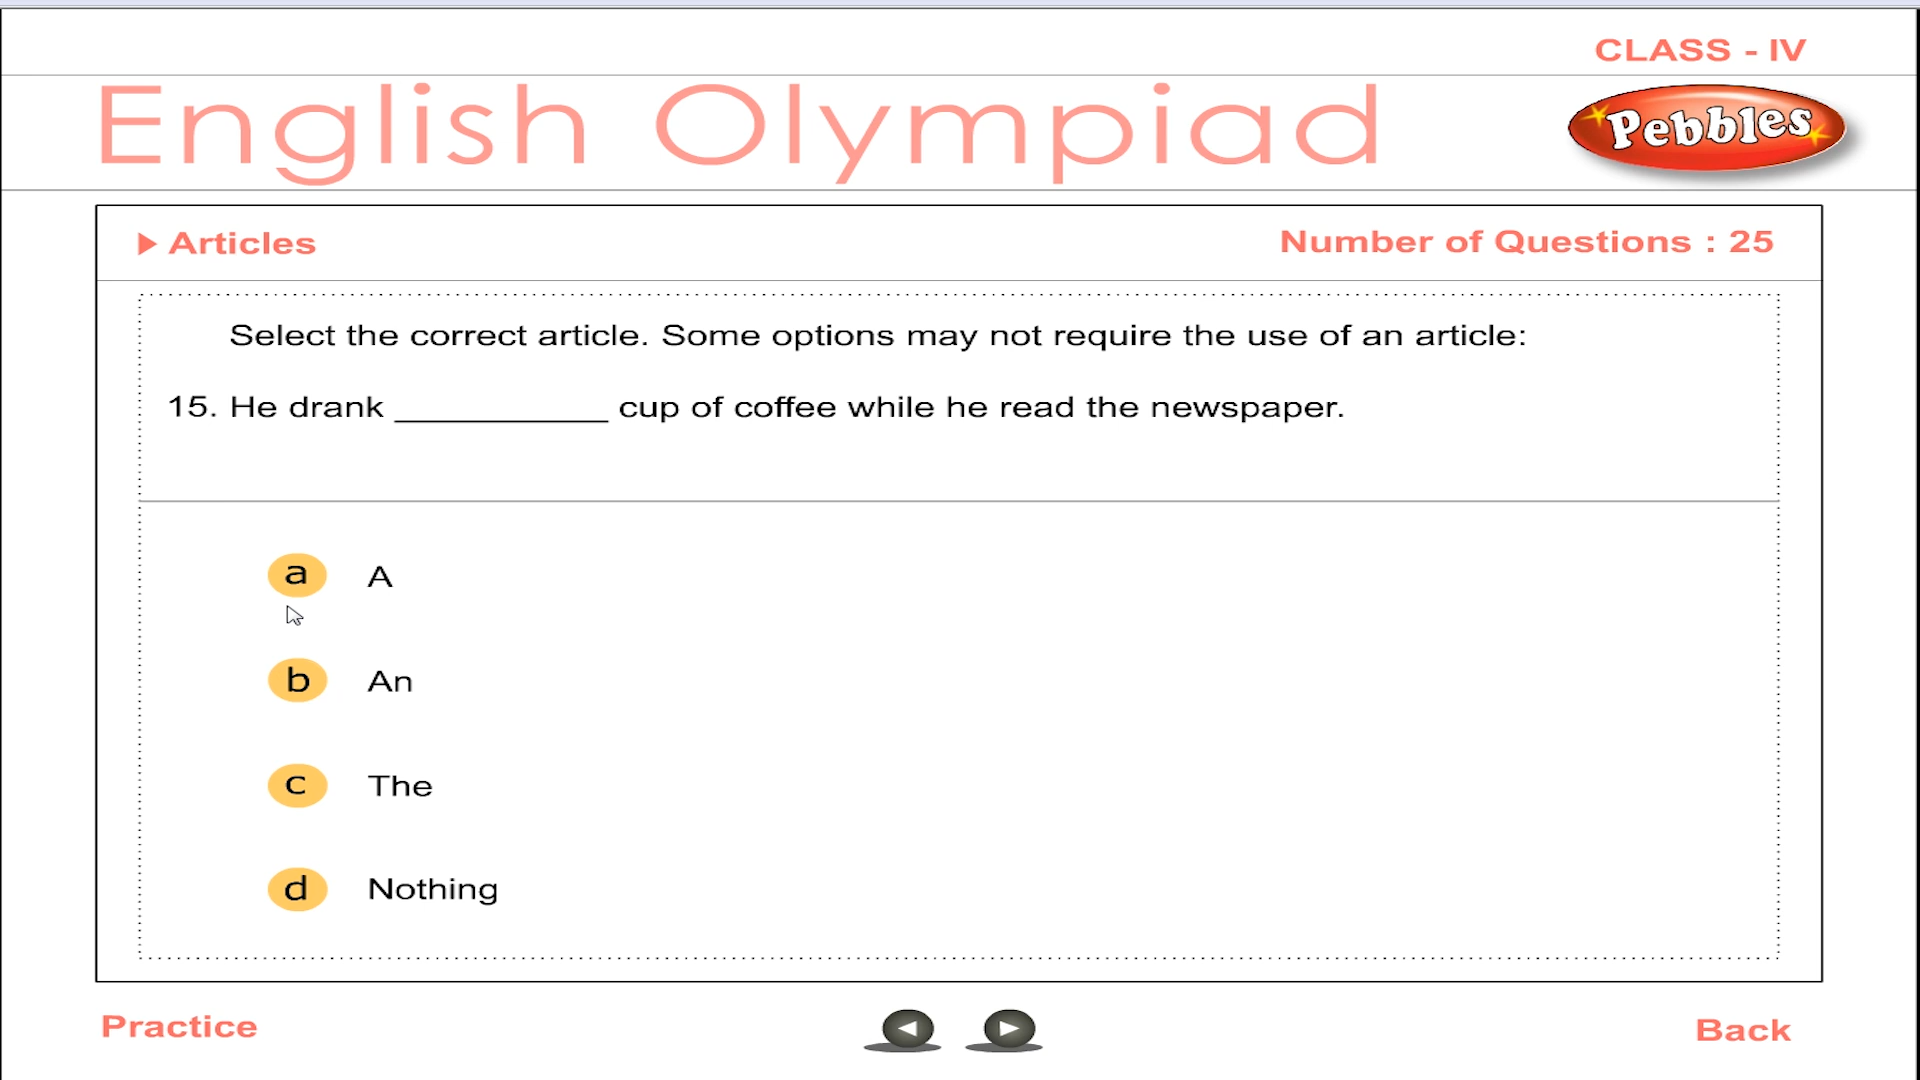 CLASS - IV
English Olympiad
Pebbles
Articles
Number of Questions : 25
Select the correct article. Some options may not require the use of an article:
15. He drank ____________ cup of coffee while he read the newspaper.
a A
b An
c The
d Nothing
Practice
Back